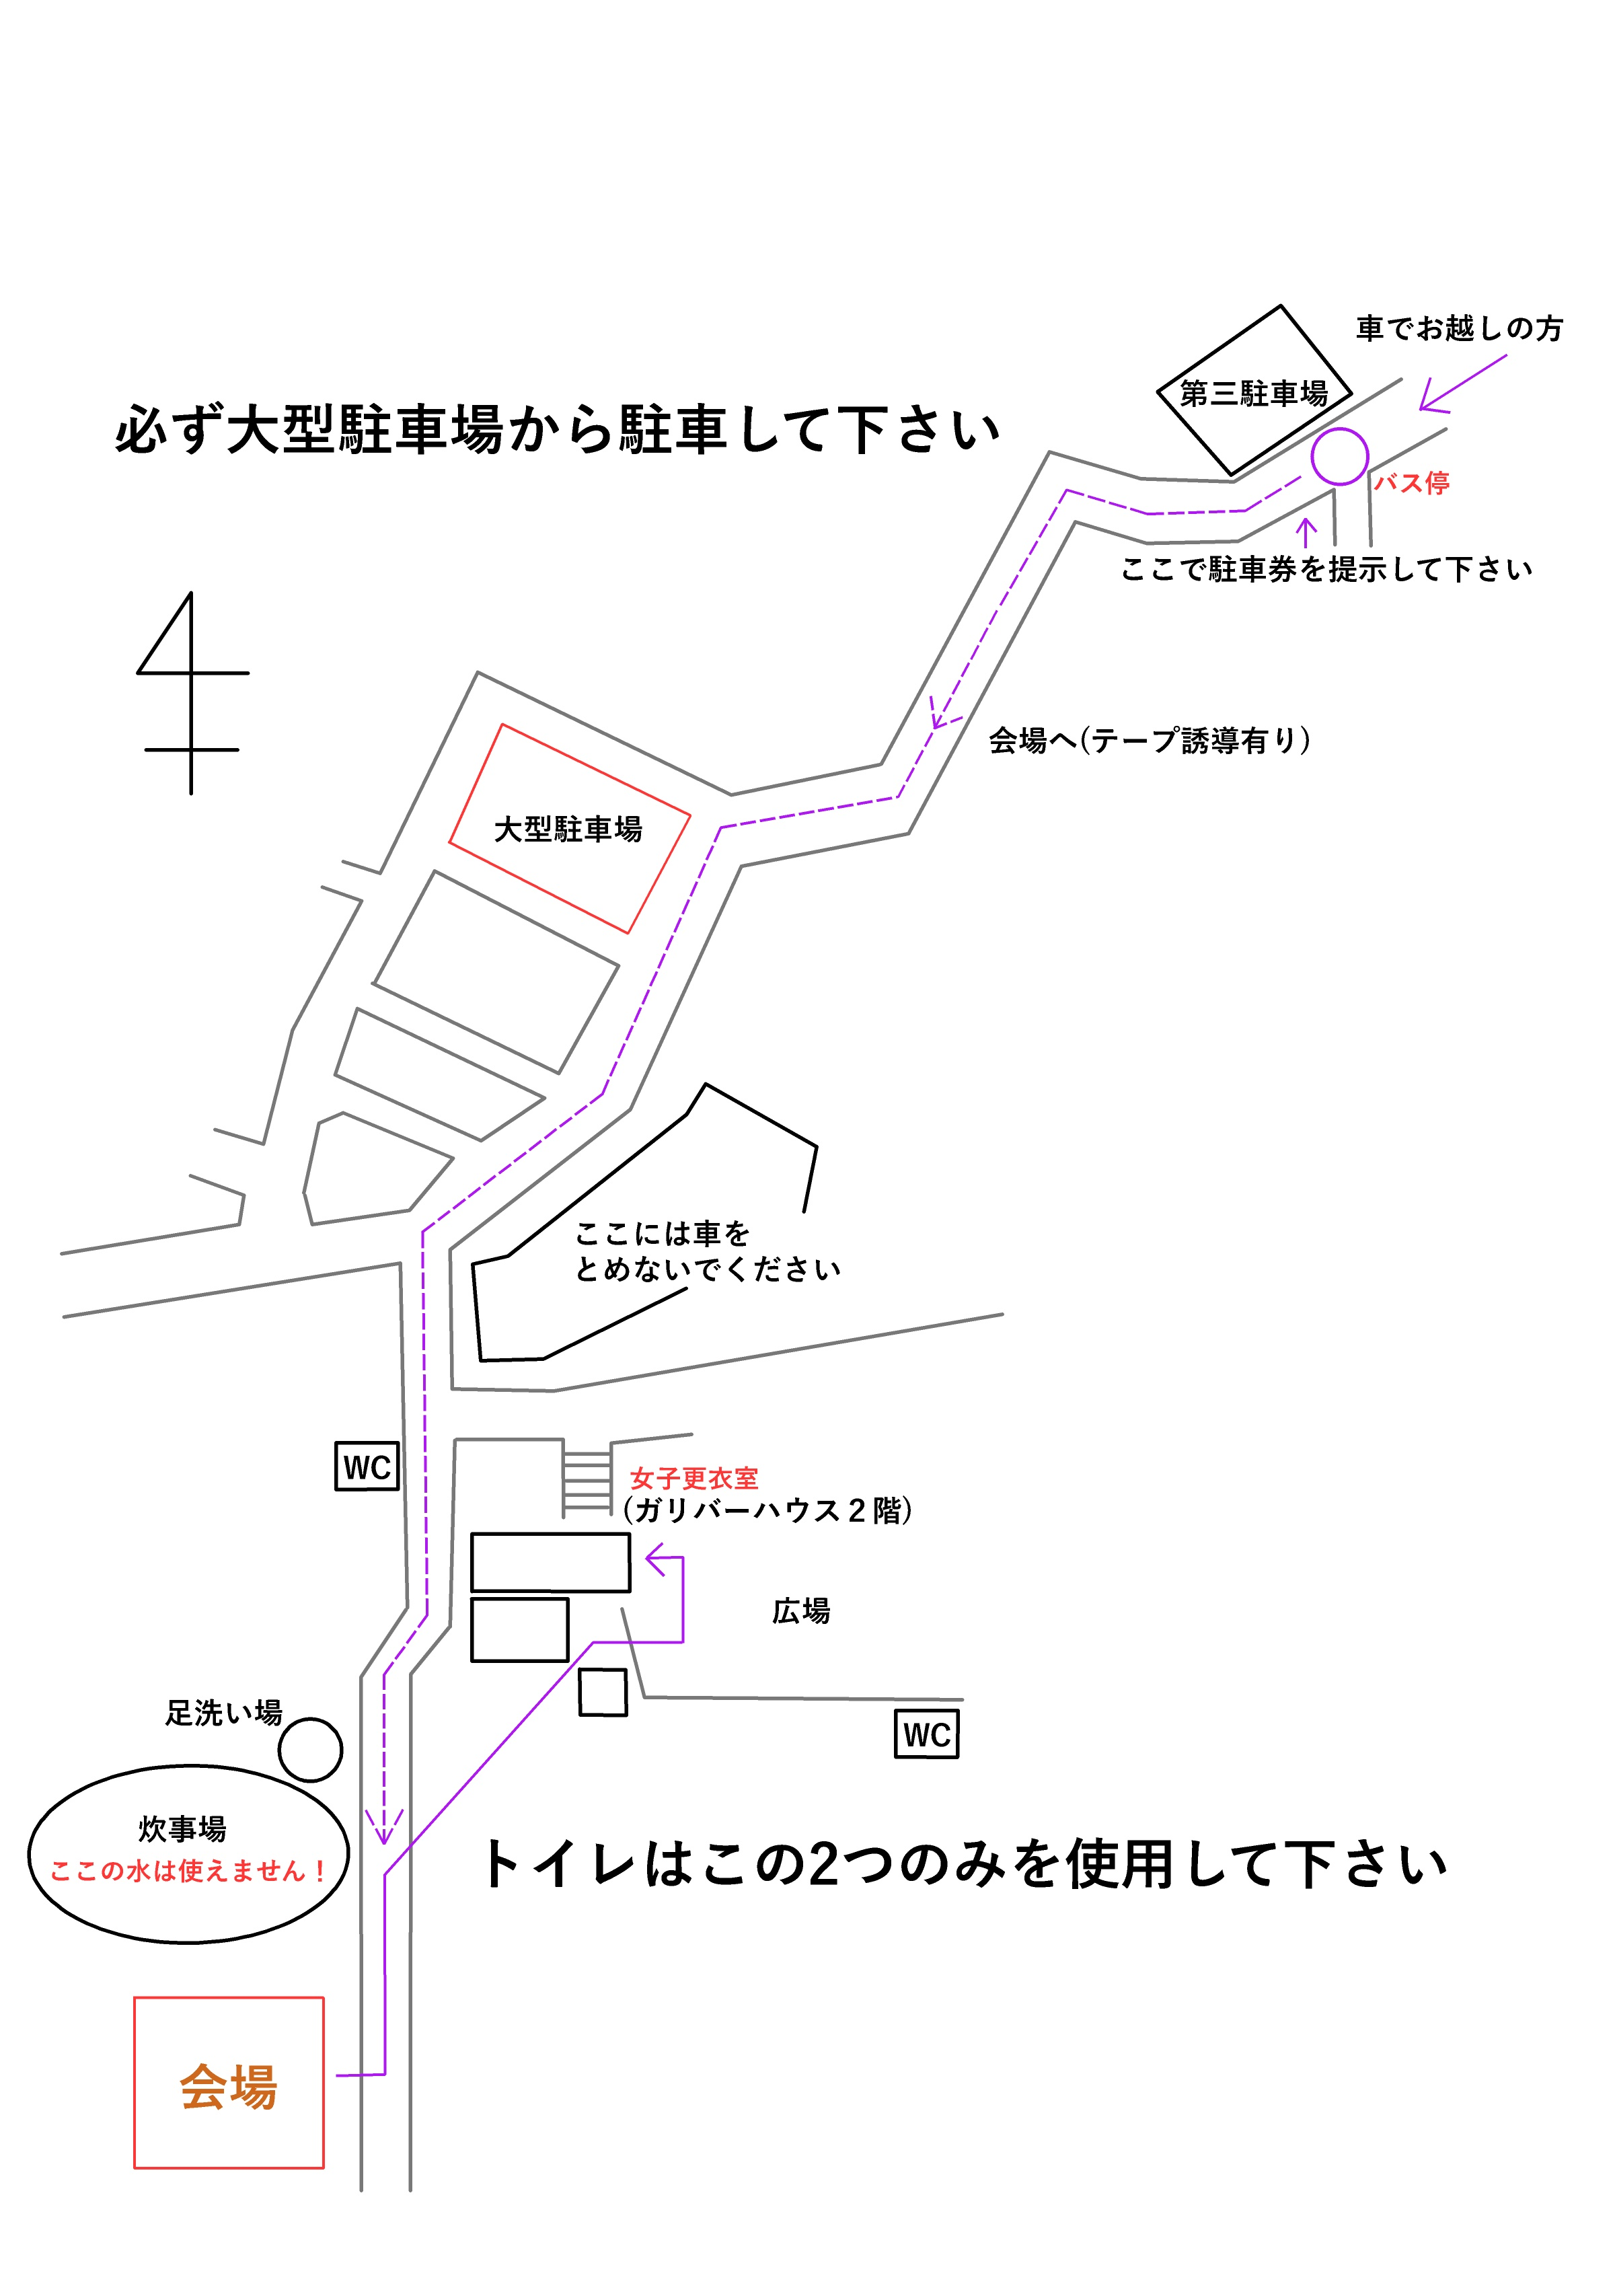 車でお越しの方
第三駐車場
必ず大型駐車場から駐車して下さい
バス停
ここで駐車券を提示して下さい
会場へ(テープ誘導有り)
大型駐車場
ここには車を
とめないでください
WC
女子更衣室
(ガリバーハウス2階)
広場
足洗い場
WC
炊事場
ここの水は使えません！
トイレはこの2つのみを使用して下さい
会場